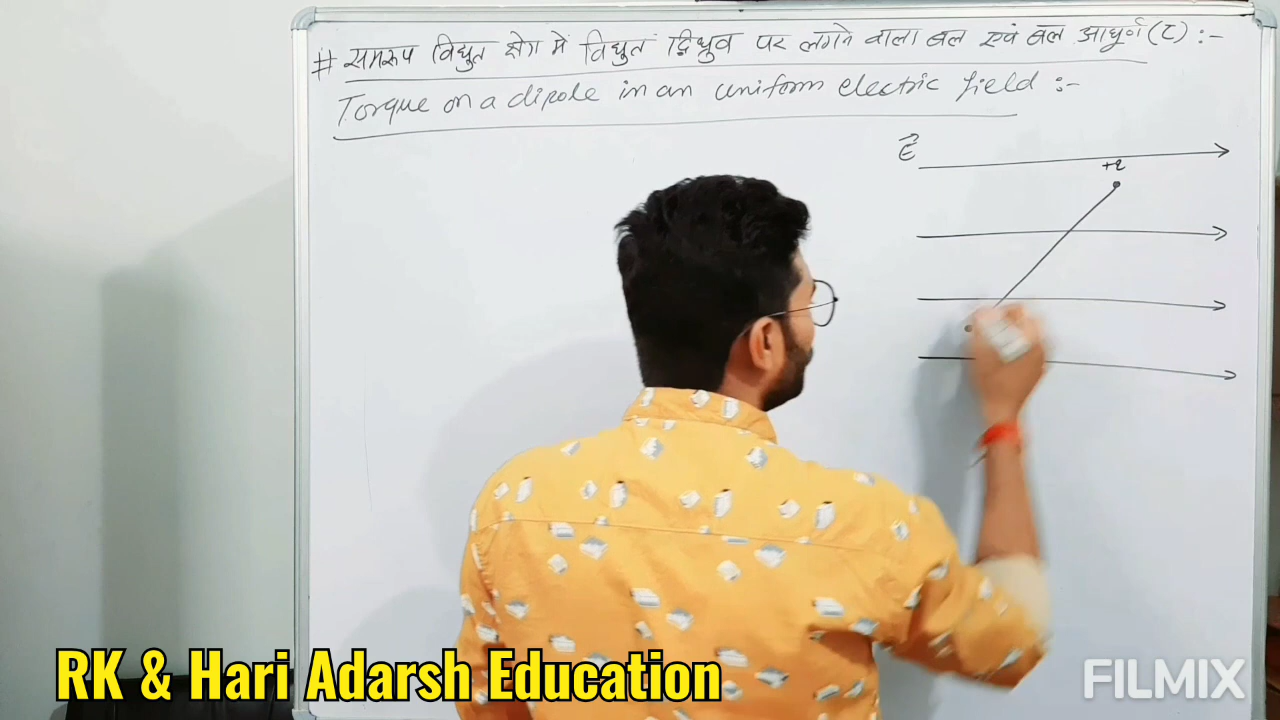 # समरूप विधुत क्षेत्र में विधुत द्विध्रुव पर लगने वाला बल एवं बल आधूर्ण (τ) :-
Torque on a dipole in an uniform electric field :-
E⃗
+q
RK & Hari Adarsh Education
FILMIX